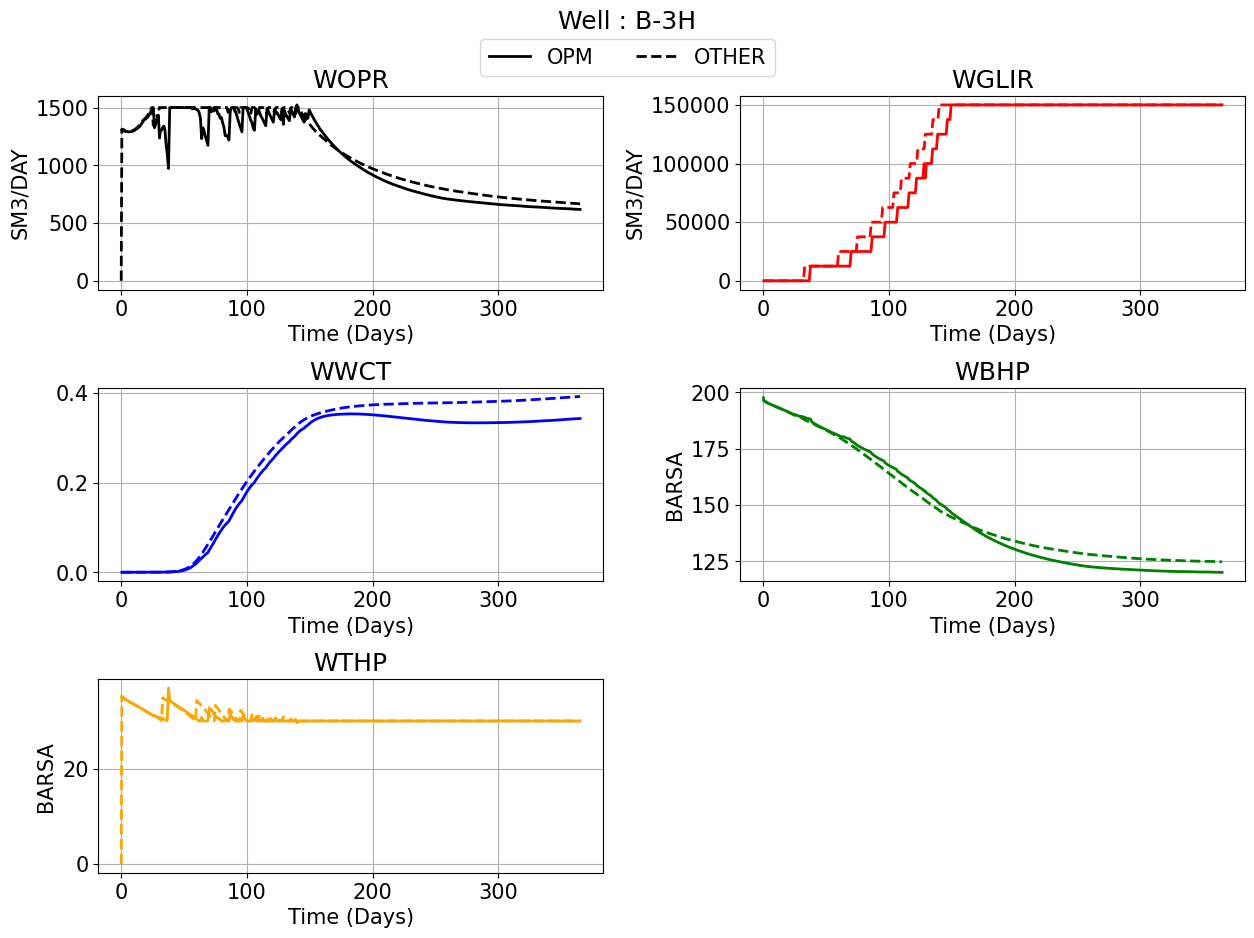 Well : B-3H
OPM OTHER
WOPR
1500
1000
500
0
SM3/DAY
0 100 200 300
Time (Days)
WGLIR
150000
100000
50000
0
SM3/DAY
0 100 200 300
Time (Days)
WWCT
0.4
0.2
0.0
0 100 200 300
Time (Days)
WBHP
200
175
150
125
BARSA
0 100 200 300
Time (Days)
WTHP
20
0
BARSA
0 100 200 300
Time (Days)